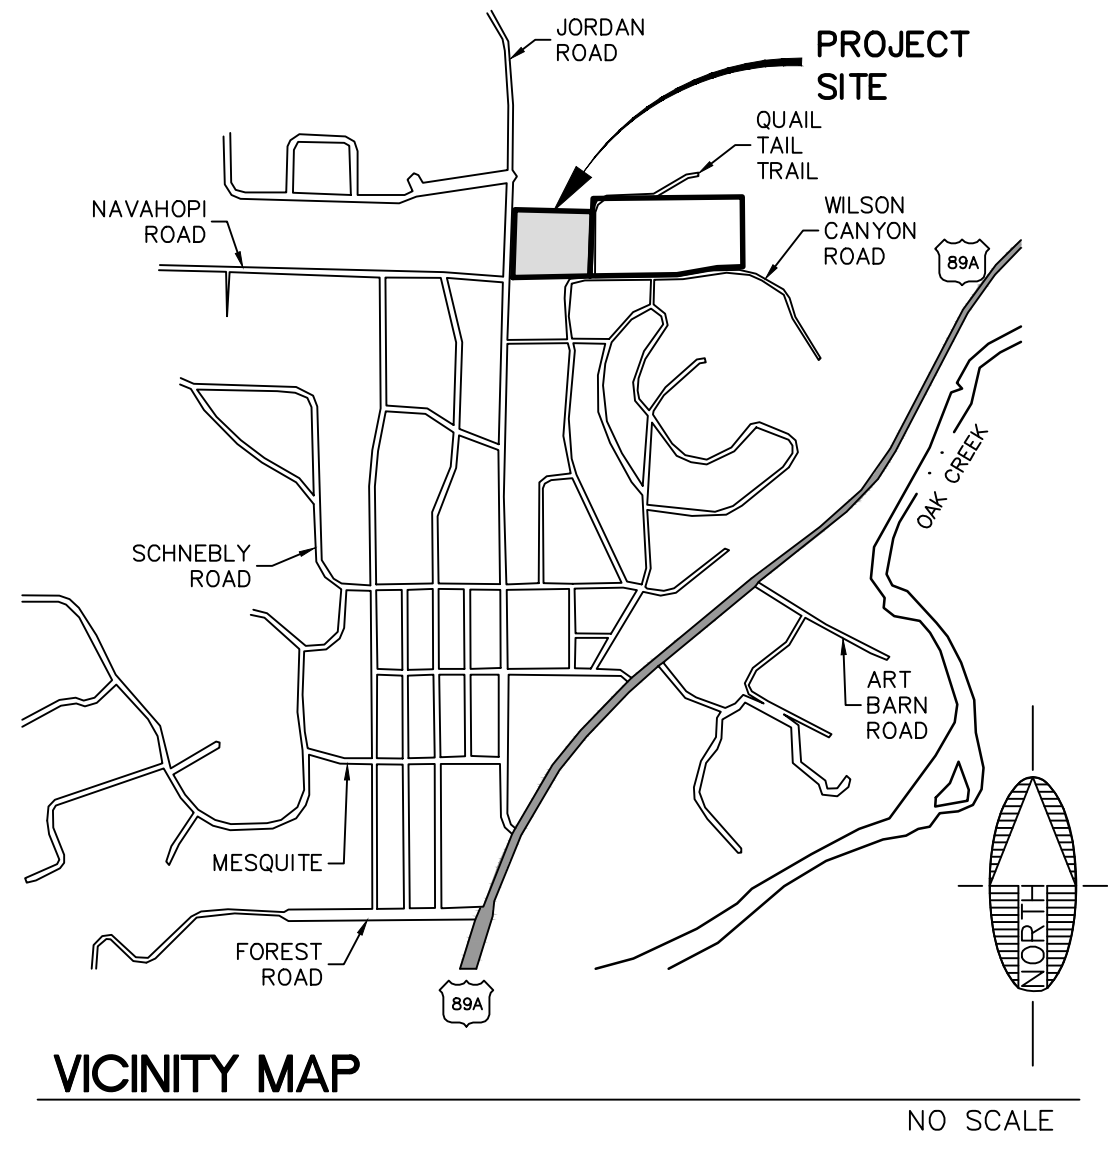 JORDAN
ROAD
PROJECT
SITE
QUAIL
TAIL
TRAIL
NAVAHOPI
ROAD
WILSON
CANYON
ROAD
89A
OAK CREEK
SCHNEBLY
ROAD
ART
BARN
ROAD
MESQUITE
NORTH
FOREST
ROAD
89A
VICINITY MAP
NO SCALE